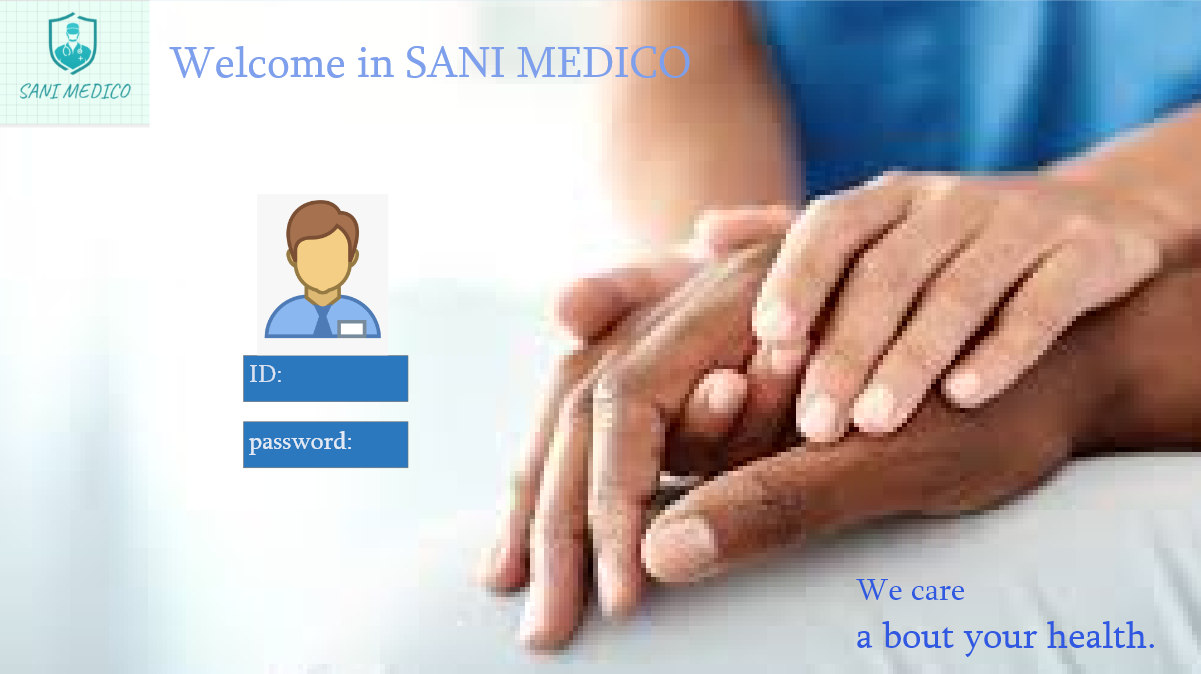 SANI MEDICO
Welcome in SANI MEDICO
ID:
password:
We care
a bout your health.